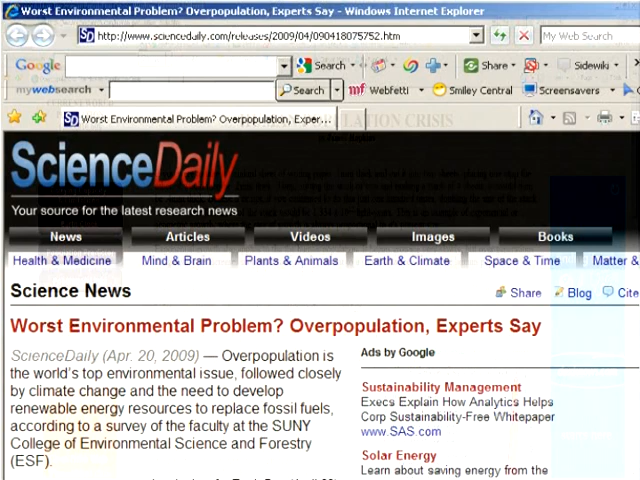 Worst Environmental Problem? Overpopulation, Experts Say - Windows Internet Explorer
http://www.sciencedaily.com/releases/2009/04/090418075752.htm
My Web Search
Google
Search
Share
Sidewiki
mywebsearch
Search
Webfetti
Smiley Central
Screensavers
Worst Environmental Problem? Overpopulation, Exper...
ScienceDaily
Your source for the latest research news
News Articles Videos Images Books
Health & Medicine Mind & Brain Plants & Animals Earth & Climate Space & Time Matter &
Science News
Share Blog Cite
Worst Environmental Problem? Overpopulation, Experts Say
ScienceDaily (Apr. 20, 2009) — Overpopulation is
the world's top environmental issue, followed closely
by climate change and the need to develop
renewable energy resources to replace fossil fuels,
according to a survey of the faculty at the SUNY
College of Environmental Science and Forestry
(ESF).
Ads by Google
Sustainability Management
Execs Explain How Analytics Helps
Corp Sustainability-Free Whitepaper
www.SAS.com
Solar Energy
Learn about saving energy from the